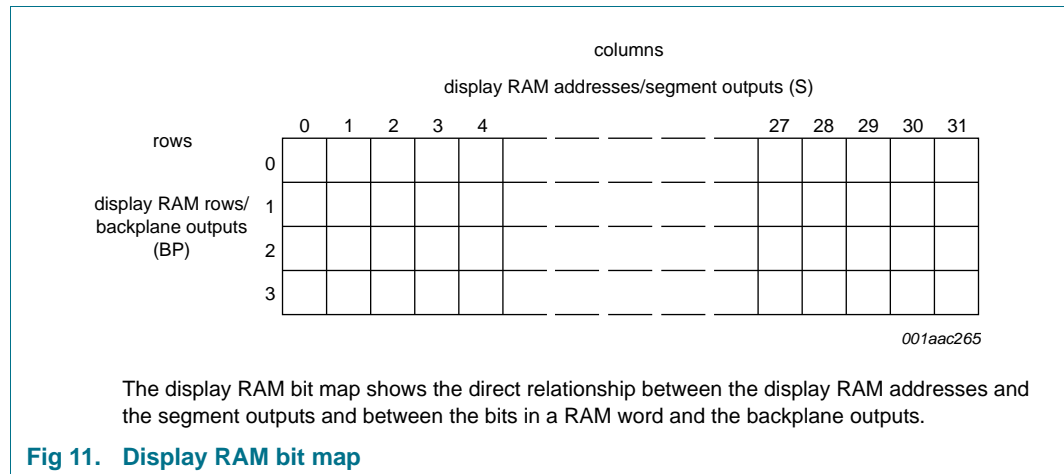 columns
display RAM addresses/segment outputs (S)
0 1 2 3 4 27 28 29 30 31
rows
0
display RAM rows/ 1
backplane outputs
(BP) 2
3
001aac265
The display RAM bit map shows the direct relationship between the display RAM addresses and
the segment outputs and between the bits in a RAM word and the backplane outputs.
Fig 11. Display RAM bit map